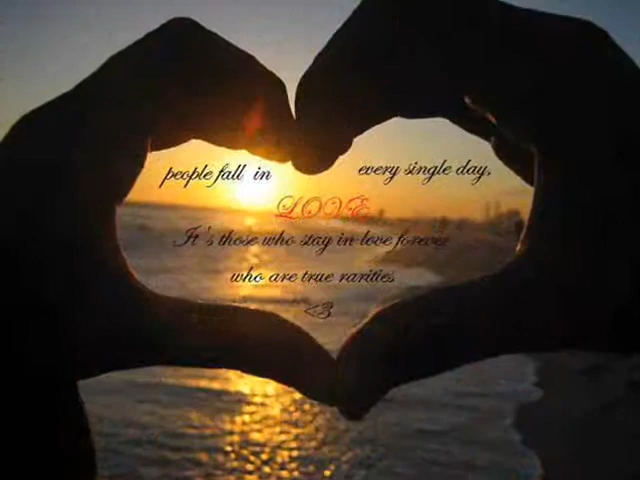 people fall in every single day,
LOVE
It's those who stay in love forever
who are true rarities
<3